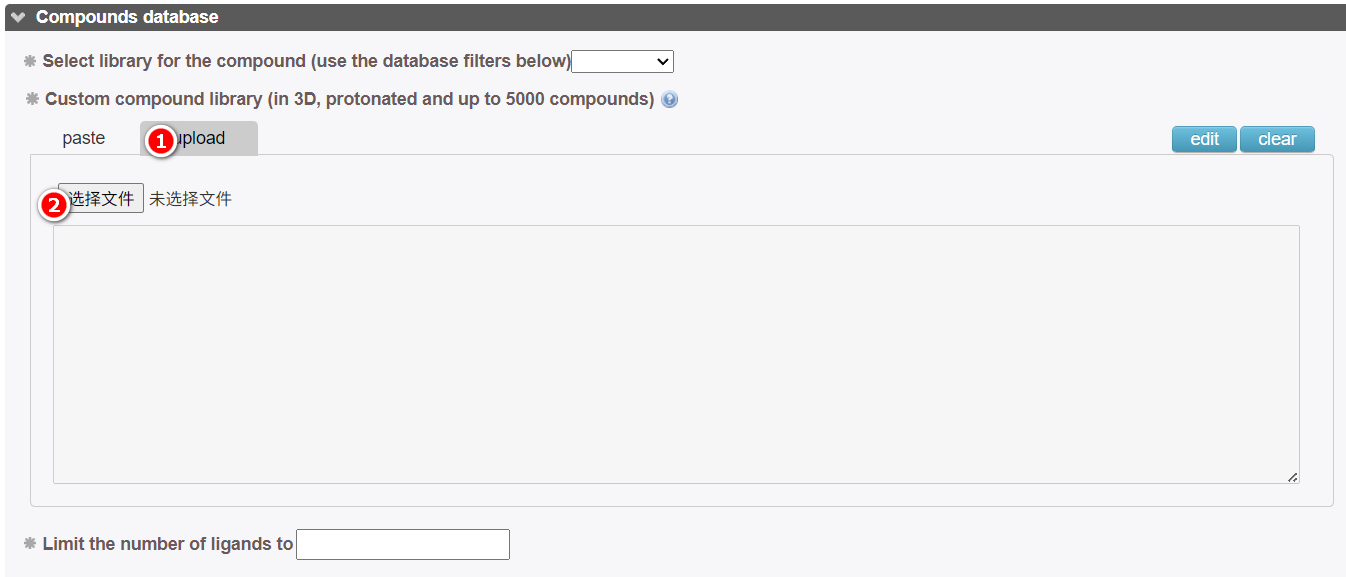 Compounds database
Select library for the compound (use the database filters below)
Custom compound library (in 3D, protonated and up to 5000 compounds) ?
paste 1 upload edit clear
2 选择文件 未选择文件
Limit the number of ligands to